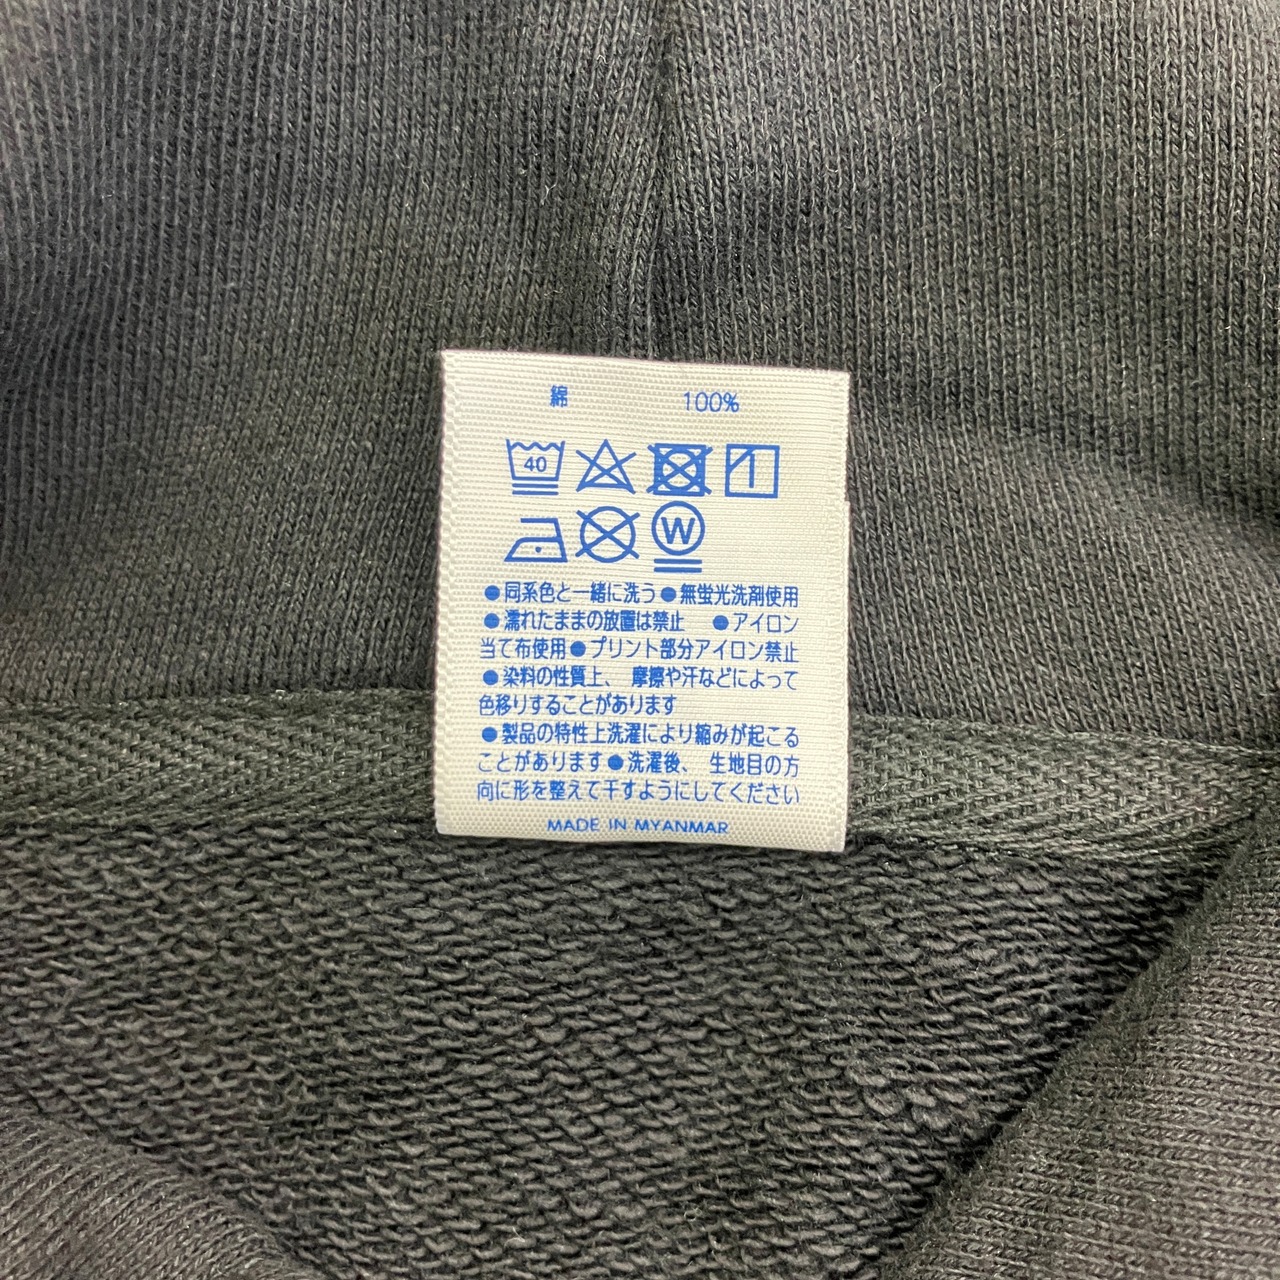 綿 100%
40
W
●同系色と一緒に洗う●無蛍光洗剤使用
●濡れたままの放置は禁止 ●アイロン
当て布使用●プリント部分アイロン禁止
●染料の性質上、 摩擦や汗などによって
色移りすることがあります
●製品の特性上洗濯により縮みが起こる
ことがあります●洗濯後、 生地目の方
向に形を整えて干すようにしてください
MADE IN MYANMAR